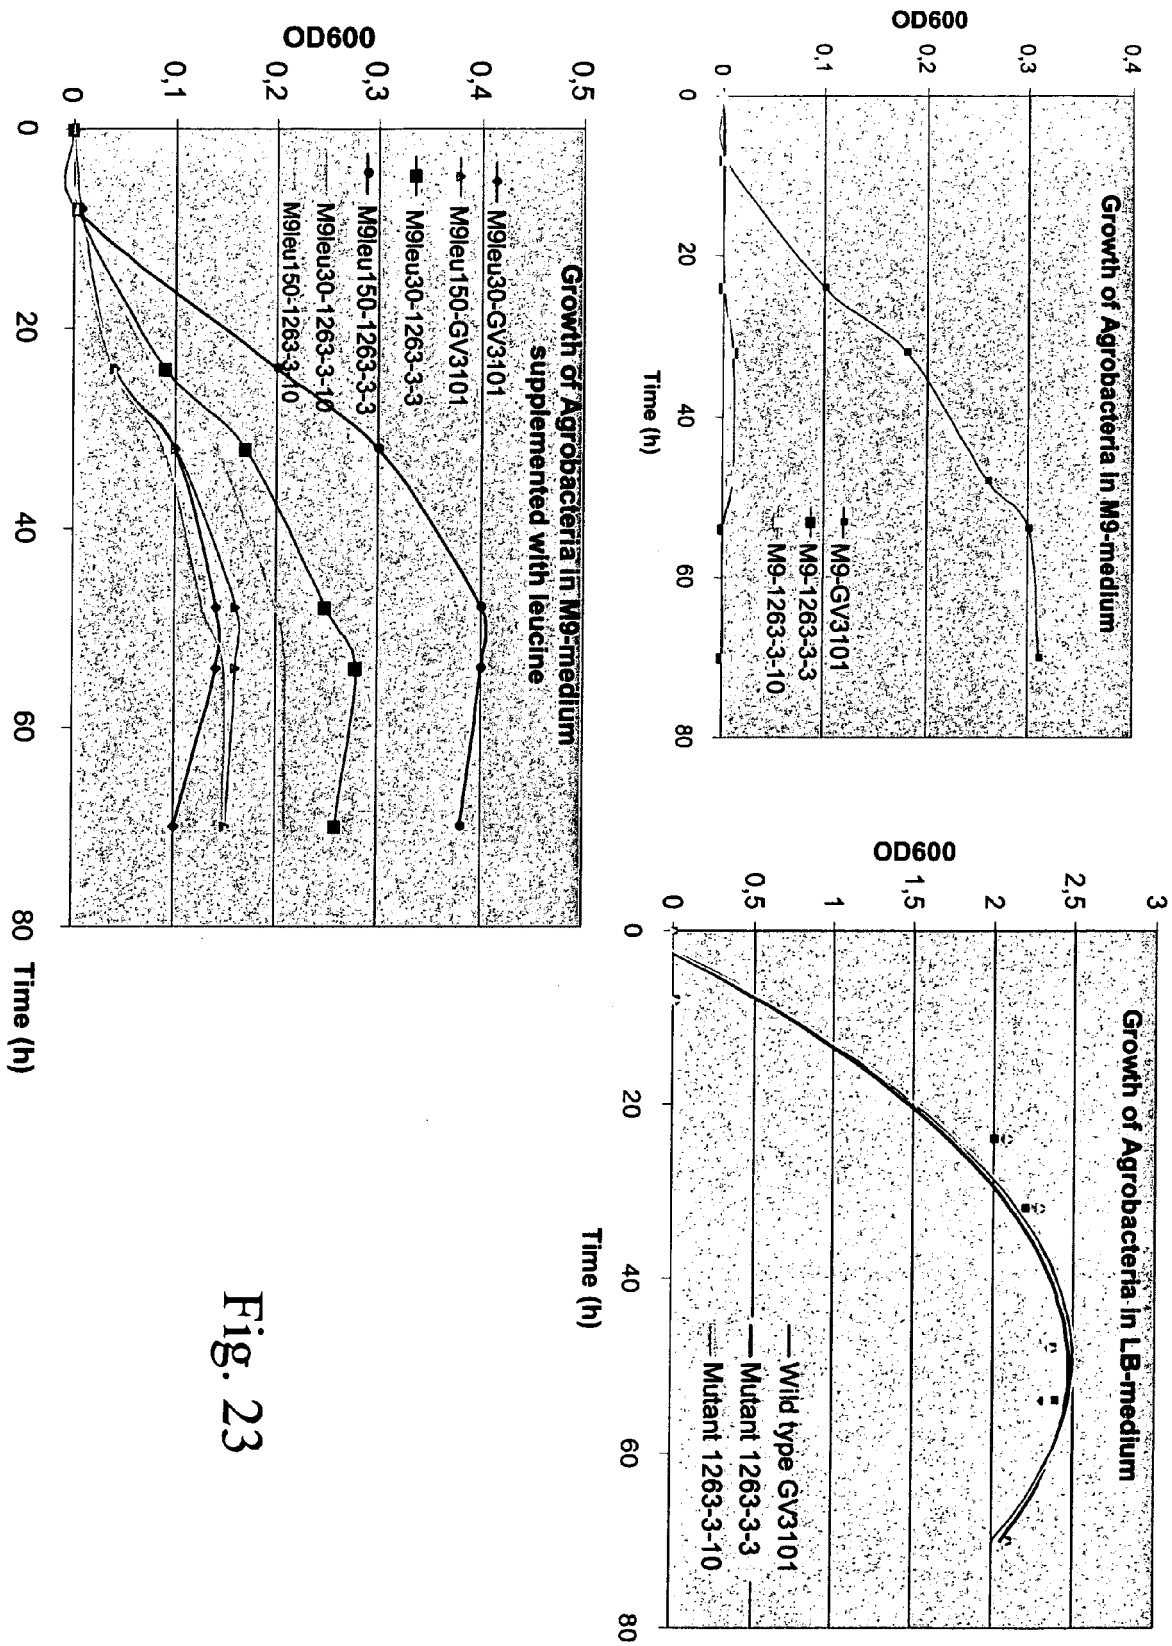 Growth of Agrobacteria in M9-medium
OD600
0,4
0,3
0,2
0,1
0
0
20
40
60
80
Time (h)
M9-GV3101
M9-1263-3-3
M9-1263-3-10
Growth of Agrobacteria in LB-medium
OD600
3
2,5
2
1,5
1
0,5
0
0
20
40
60
80
Time (h)
Wild type GV3101
Mutant 1263-3-3
Mutant 1263-3-10
Growth of Agrobacteria in M9-medium
supplemented with leucine
OD600
0,5
0,4
0,3
0,2
0,1
0
0
20
40
60
80
Time (h)
M9leu30-GV3101
M9leu150-GV3101
M9leu30-1263-3-3
M9leu150-1263-3-3
M9leu30-1263-3-10
M9leu150-1263-3-10
Fig. 23